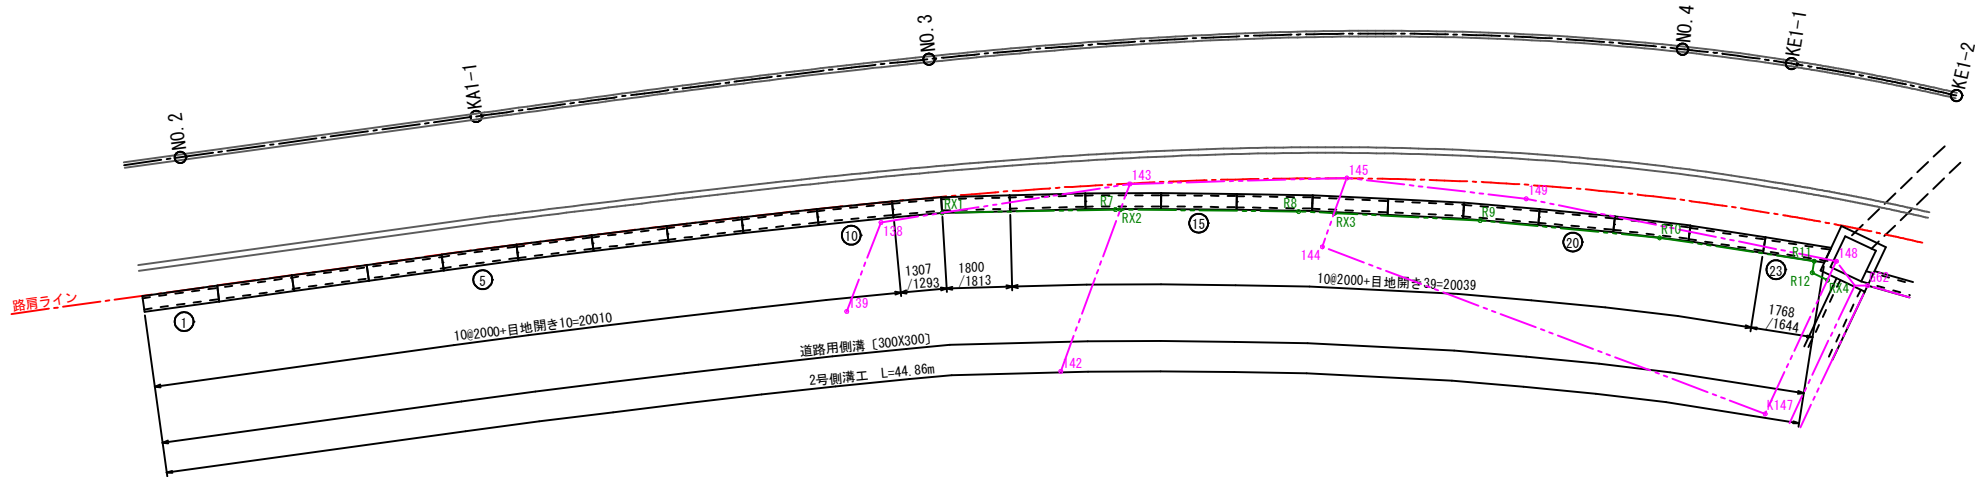 NO.2
KA1-1
NO.3
NO.4
KE1-1
KE1-2
143
145
149
RX1
R7
RX2
R8
RX3
R9
R10
R11
R12
RX4
148
138
139
144
142
K147
路肩ライン
①
⑤
⑩
⑮
⑳
㉓
1307
/1293
1800
/1813
10@2000+目地開き39=20039
1768
/1644
10@2000+目地開き10=20010
道路用側溝〔300X300〕
2号側溝工 L=44.86m